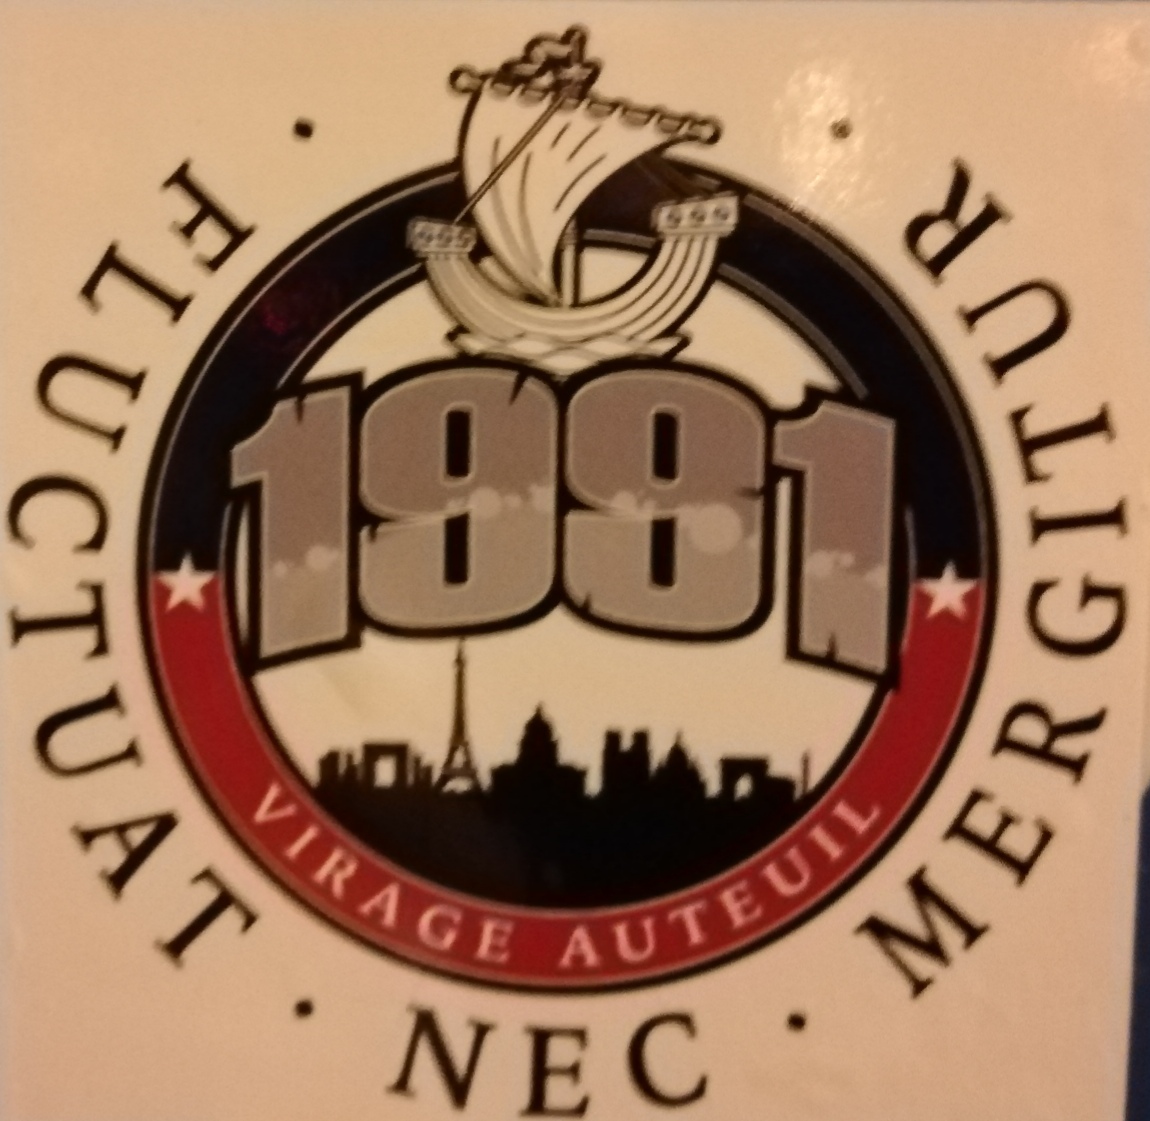 FLUCTUAT · NEC · MERGITUR
1991
VIRAGE AUTEUIL